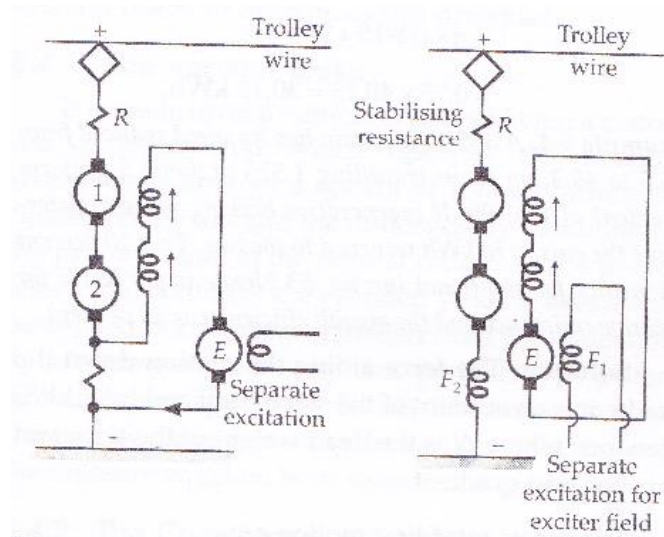 +
Trolley
wire
R
1
2
E
Separate
excitation
+
Trolley
wire
Stabilising
resistance
R
E
F₂
F₁
Separate
excitation for
exciter field